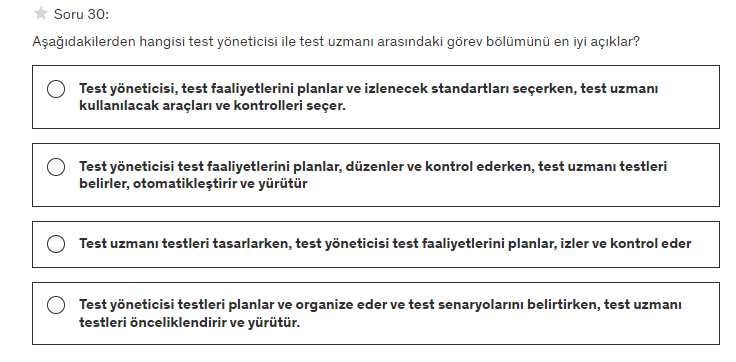 Soru 30:
Aşağıdakilerden hangisi test yöneticisi ile test uzmanı arasındaki görev bölümünü en iyi açıklar?
Test yöneticisi, test faaliyetlerini planlar ve izlenecek standartları seçerken, test uzmanı
kullanılacak araçları ve kontrolleri seçer.
Test yöneticisi test faaliyetlerini planlar, düzenler ve kontrol ederken, test uzmanı testleri
belirler, otomatikleştirir ve yürütür
Test uzmanı testleri tasarlarken, test yöneticisi test faaliyetlerini planlar, izler ve kontrol eder
Test yöneticisi testleri planlar ve organize eder ve test senaryolarını belirtirken, test uzmanı
testleri önceliklendirir ve yürütür.